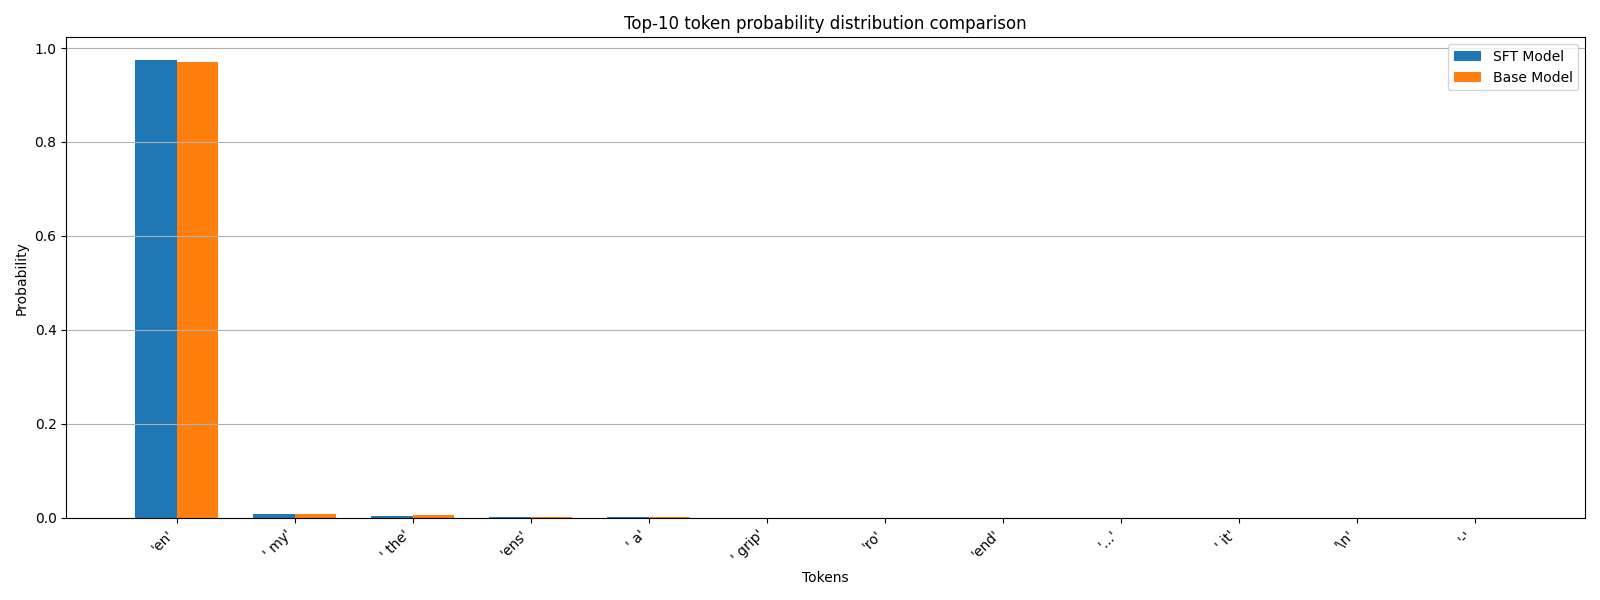 Top-10 token probability distribution comparison
SFT Model
Base Model
1.0
0.8
0.6
0.4
0.2
0.0
Probability
'en'
' my'
' the'
'ens'
' a'
' grip'
'ro'
'end'
'...'
' it'
'\n'
'-'
Tokens